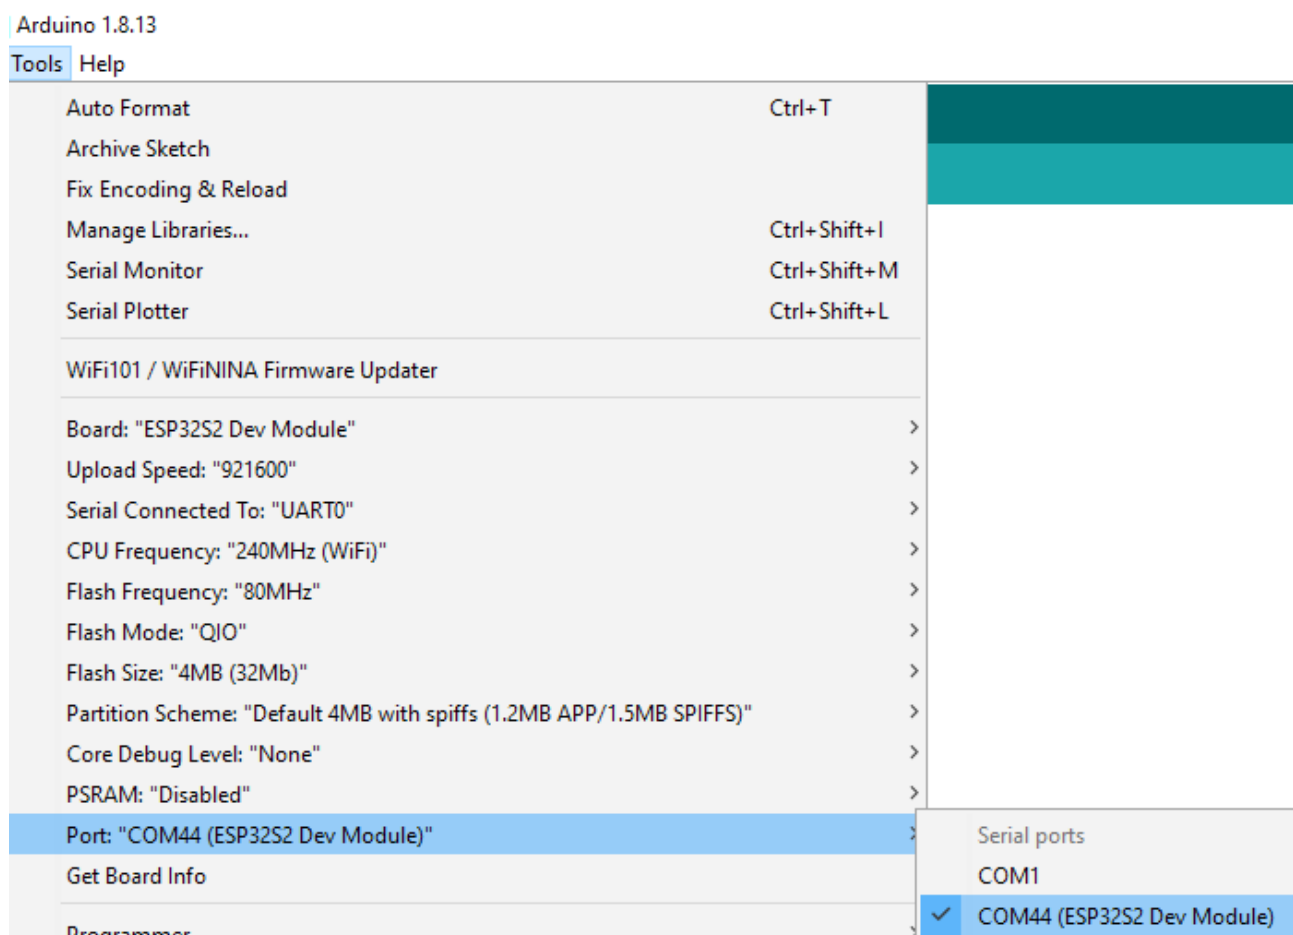 Arduino 1.8.13
Tools Help
Auto Format Ctrl+T
Archive Sketch
Fix Encoding & Reload
Manage Libraries... Ctrl+Shift+I
Serial Monitor Ctrl+Shift+M
Serial Plotter Ctrl+Shift+L
WiFi101 / WiFiNINA Firmware Updater
Board: "ESP32S2 Dev Module"
Upload Speed: "921600"
Serial Connected To: "UART0"
CPU Frequency: "240MHz (WiFi)"
Flash Frequency: "80MHz"
Flash Mode: "QIO"
Flash Size: "4MB (32Mb)"
Partition Scheme: "Default 4MB with spiffs (1.2MB APP/1.5MB SPIFFS)"
Core Debug Level: "None"
PSRAM: "Disabled"
Port: "COM44 (ESP32S2 Dev Module)"
Serial ports
Get Board Info
COM1
COM44 (ESP32S2 Dev Module)
Programmer